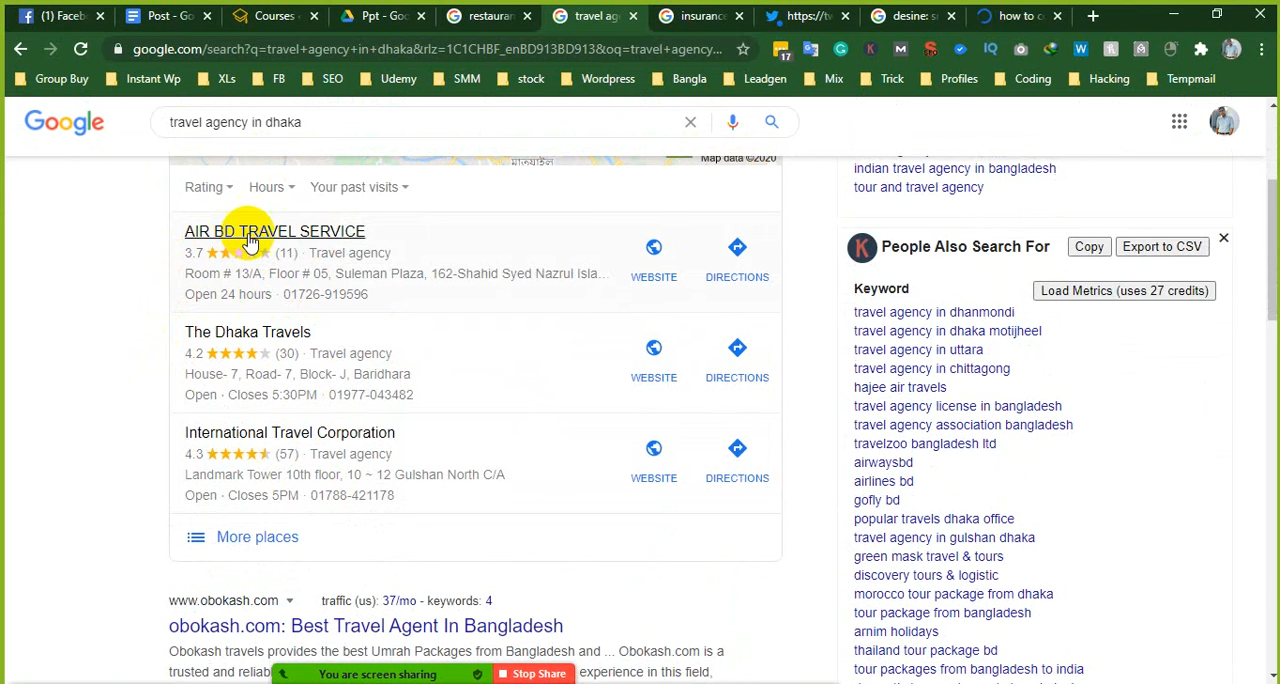 (1) Facebo
Post - Go
Courses
Ppt - Goo
restauran
travel age
insurance
https://tw
desine: s
how to c
google.com/search?q=travel+agency+in+dhaka&rlz=1C1CHBF_enBD913BD913&oq=travel+agency...
17
Group Buy
Instant Wp
XLs
FB
SEO
Udemy
SMM
stock
Wordpress
Bangla
Leadgen
Mix
Trick
Profiles
Coding
Hacking
Tempmail
Google
travel agency in dhaka
মাতুয়াইল
Map data ©2020
Rating
Hours
Your past visits
AIR BD TRAVEL SERVICE
3.7 (11) · Travel agency
Room # 13/A, Floor # 05, Suleman Plaza, 162-Shahid Syed Nazrul Isla...
Open 24 hours · 01726-919596
WEBSITE
DIRECTIONS
The Dhaka Travels
4.2 (30) · Travel agency
House- 7, Road- 7, Block- J, Baridhara
Open · Closes 5:30PM · 01977-043482
WEBSITE
DIRECTIONS
International Travel Corporation
4.3 (57) · Travel agency
Landmark Tower 10th floor, 10 ~ 12 Gulshan North C/A
Open · Closes 5PM · 01788-421178
WEBSITE
DIRECTIONS
More places
www.obokash.com
traffic (us): 37/mo - keywords: 4
obokash.com: Best Travel Agent In Bangladesh
Obokash travels provides the best Umrah Packages from Bangladesh and ... Obokash.com is a
trusted and reliab
experience in this field,
You are screen sharing
Stop Share
indian travel agency in bangladesh
tour and travel agency
K
People Also Search For
Copy
Export to CSV
Keyword
Load Metrics (uses 27 credits)
travel agency in dhanmondi
travel agency in dhaka motijheel
travel agency in uttara
travel agency in chittagong
hajee air travels
travel agency license in bangladesh
travel agency association bangladesh
travelzoo bangladesh ltd
airwaysbd
airlines bd
gofly bd
popular travels dhaka office
travel agency in gulshan dhaka
green mask travel & tours
discovery tours & logistic
morocco tour package from dhaka
tour package from bangladesh
arnim holidays
thailand tour package bd
tour packages from bangladesh to india